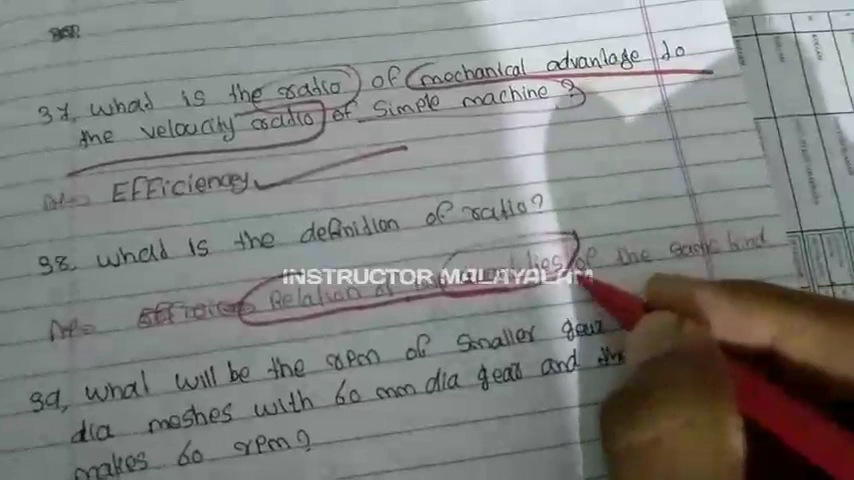 37, what is the ratio of mechanical advantage to
the velocity ratio of simple machine?
Efficiency
38. what is the definition of ratio?
Relation of quantities of the same kind
INSTRUCTOR MALAYALAM
39, what will be the rpm of smaller gear
dia meshes with 60 mm dia gear and the
makes 60 rpm?